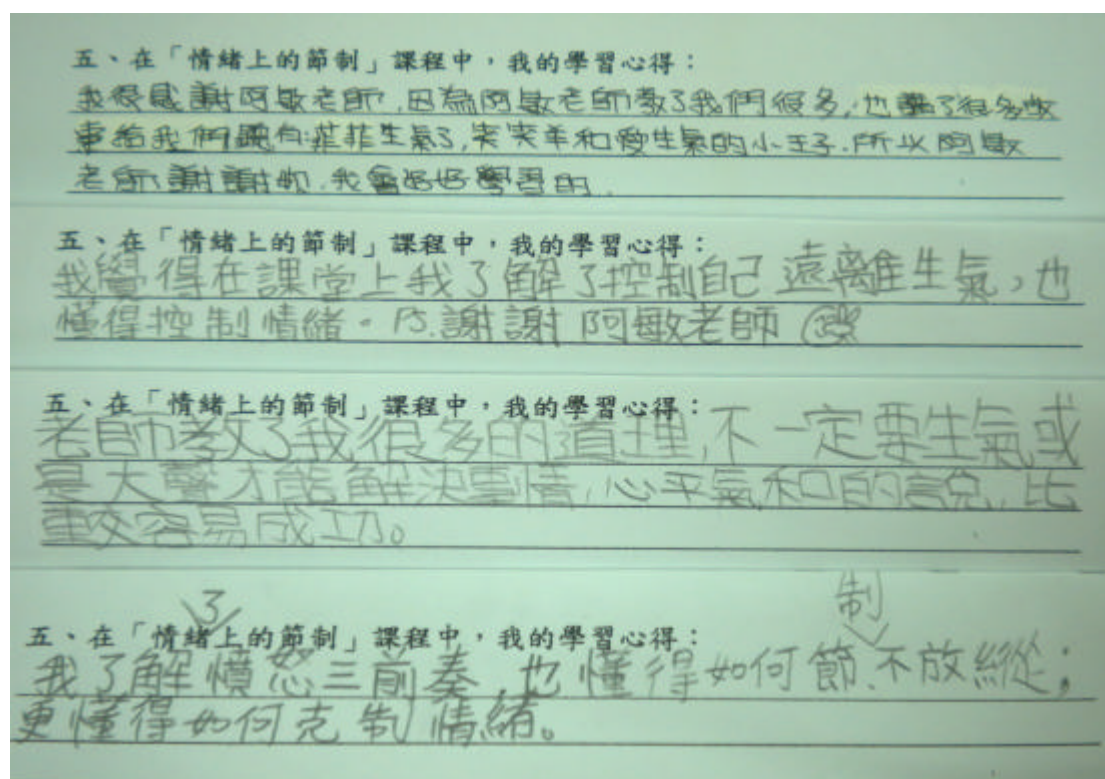 五、在「情緒上的節制」課程中，我的學習心得：
我很感謝阿敏老師,因為阿敏老師教了我們很多,也講了很多故
事給我們聽有:菲菲生氣了,哭哭羊和愛生氣的小王子.所以阿敏
老師謝謝妳.我會好好學習的.
五、在「情緒上的節制」課程中，我的學習心得：
我覺得在課堂上我了解了控制自己遠離生氣，也
懂得控制情緒。PS.謝謝阿敏老師
五、在「情緒上的節制」課程中，我的學習心得：
老師教了我很多的道理,不一定要生氣或
是大聲才能解決事情,心平氣和的說,比
較容易成功。
五、在「情緒上的節制」課程中，我的學習心得：
我了解了憤怒三前奏,也懂得如何節制、不放縱；
更懂得如何克制情緒。